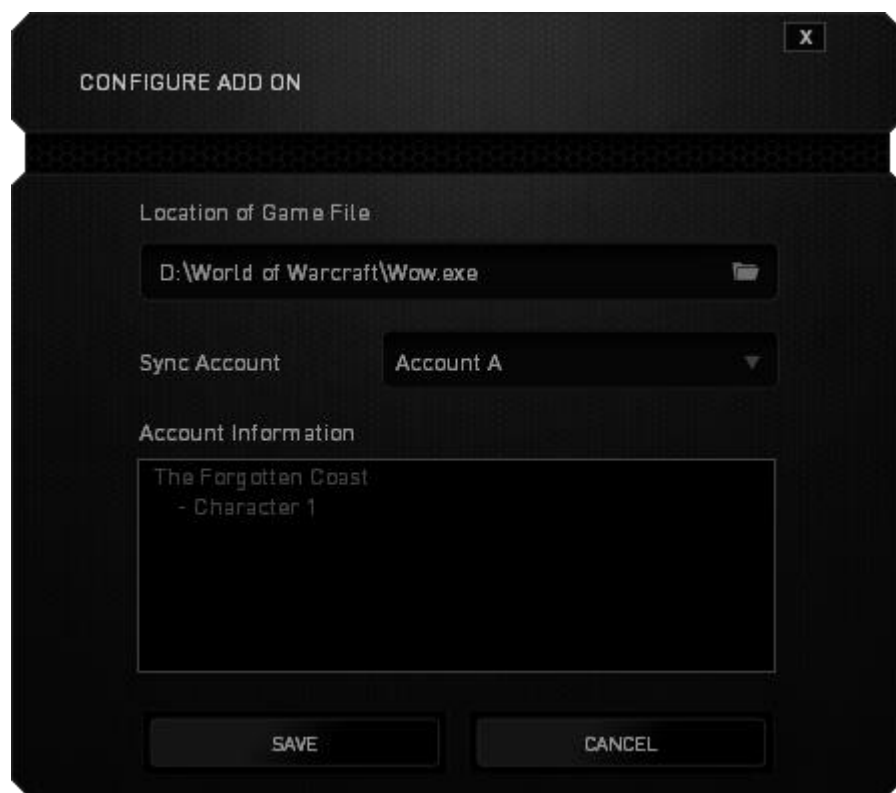 X
CONFIGURE ADD ON
Location of Game File
D:\World of Warcraft\Wow.exe
Sync Account Account A
Account Information
The Forgotten Coast
- Character 1
SAVE CANCEL